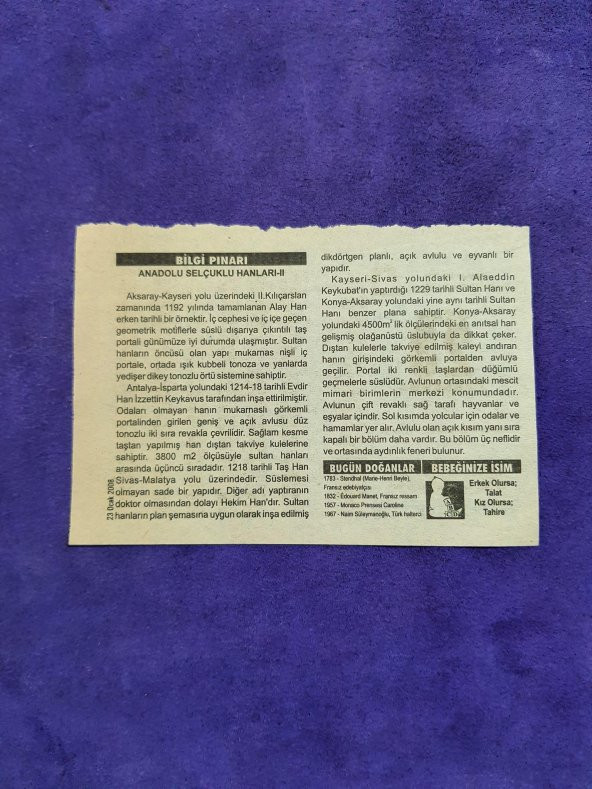 BİLGİ PINARI
ANADOLU SELÇUKLU HANLARI-II
Aksaray-Kayseri yolu üzerindeki II.Kılıçarslan
zamanında 1192 yılında tamamlanan Alay Han
erken tarihli bir örnektir. İç cephesi ve iç içe geçen
geometrik motiflerle süslü dışarıya çıkıntılı taş
portali günümüze iyi durumda ulaşmıştır. Sultan
hanların öncüsü olan yapı mukarnas nişli iç
portale, ortada ışık kubbeli tonoza ve yanlarda
yedişer dikey tonozlu örtü sistemine sahiptir.
Antalya-Isparta yolundaki 1214-18 tarihli Evdir
Han İzzettin Keykavus tarafından inşa ettirilmiştir.
Odaları olmayan hanın mukarnaslı görkemli
portalinden girilen geniş ve açık avlusu düz
tonozlu iki sıra revakla çevrilidir. Sağlam kesme
taştan yapılmış han dıştan takviye kulelerine
sahiptir. 3800 m2 ölçüsüyle sultan hanları
arasında üçüncü sıradadır. 1218 tarihli Taş Han
Sivas-Malatya yolu üzerindedir. Süslemesi
olmayan sade bir yapıdır. Diğer adı yaptıranın
doktor olmasından dolayı Hekim Han'dır. Sultan
hanların plan şemasına uygun olarak inşa edilmiş
23 Ocak 2008
dikdörtgen planlı, açık avlulu ve eyvanlı bir
yapıdır.
Kayseri-Sivas yolundaki I. Alaeddin
Keykubat'ın yaptırdığı 1229 tarihli Sultan Hanı ve
Konya-Aksaray yolundaki yine aynı tarihli Sultan
Hanı benzer plana sahiptir. Konya-Aksaray
yolundaki 4500m² lik ölçülerindeki en anıtsal han
gelişmiş olağanüstü üslubuyla da dikkat çeker.
Dıştan kulelerle takviye edilmiş kaleyi andıran
hanın girişindeki görkemli portalden avluya
geçilir. Portal iki renkli taşlardan düğümlü
geçmelerle süslüdür. Avlunun ortasındaki mescit
mimari birimlerin merkezi konumundadır.
Avlunun çift revaklı sağ tarafı hayvanlar ve
eşyalar içindir. Sol kısımda yolcular için odalar ve
hamamlar yer alır. Avlulu olan açık kısım yanı sıra
kapalı bir bölüm daha vardır. Bu bölüm üç neflidir
ve ortasında aydınlık feneri bulunur.
BUGÜN DOĞANLAR
1783 - Stendhal (Marie-Henri Beyle),
Fransız edebiyatçısı
1832 - Édouard Manet, Fransız ressam
1957 - Monaco Prensesi Caroline
1967 - Naim Süleymanoğlu, Türk halterci
BEBEĞİNİZE İSİM
Erkek Olursa;
Talat
Kız Olursa;
Tahire